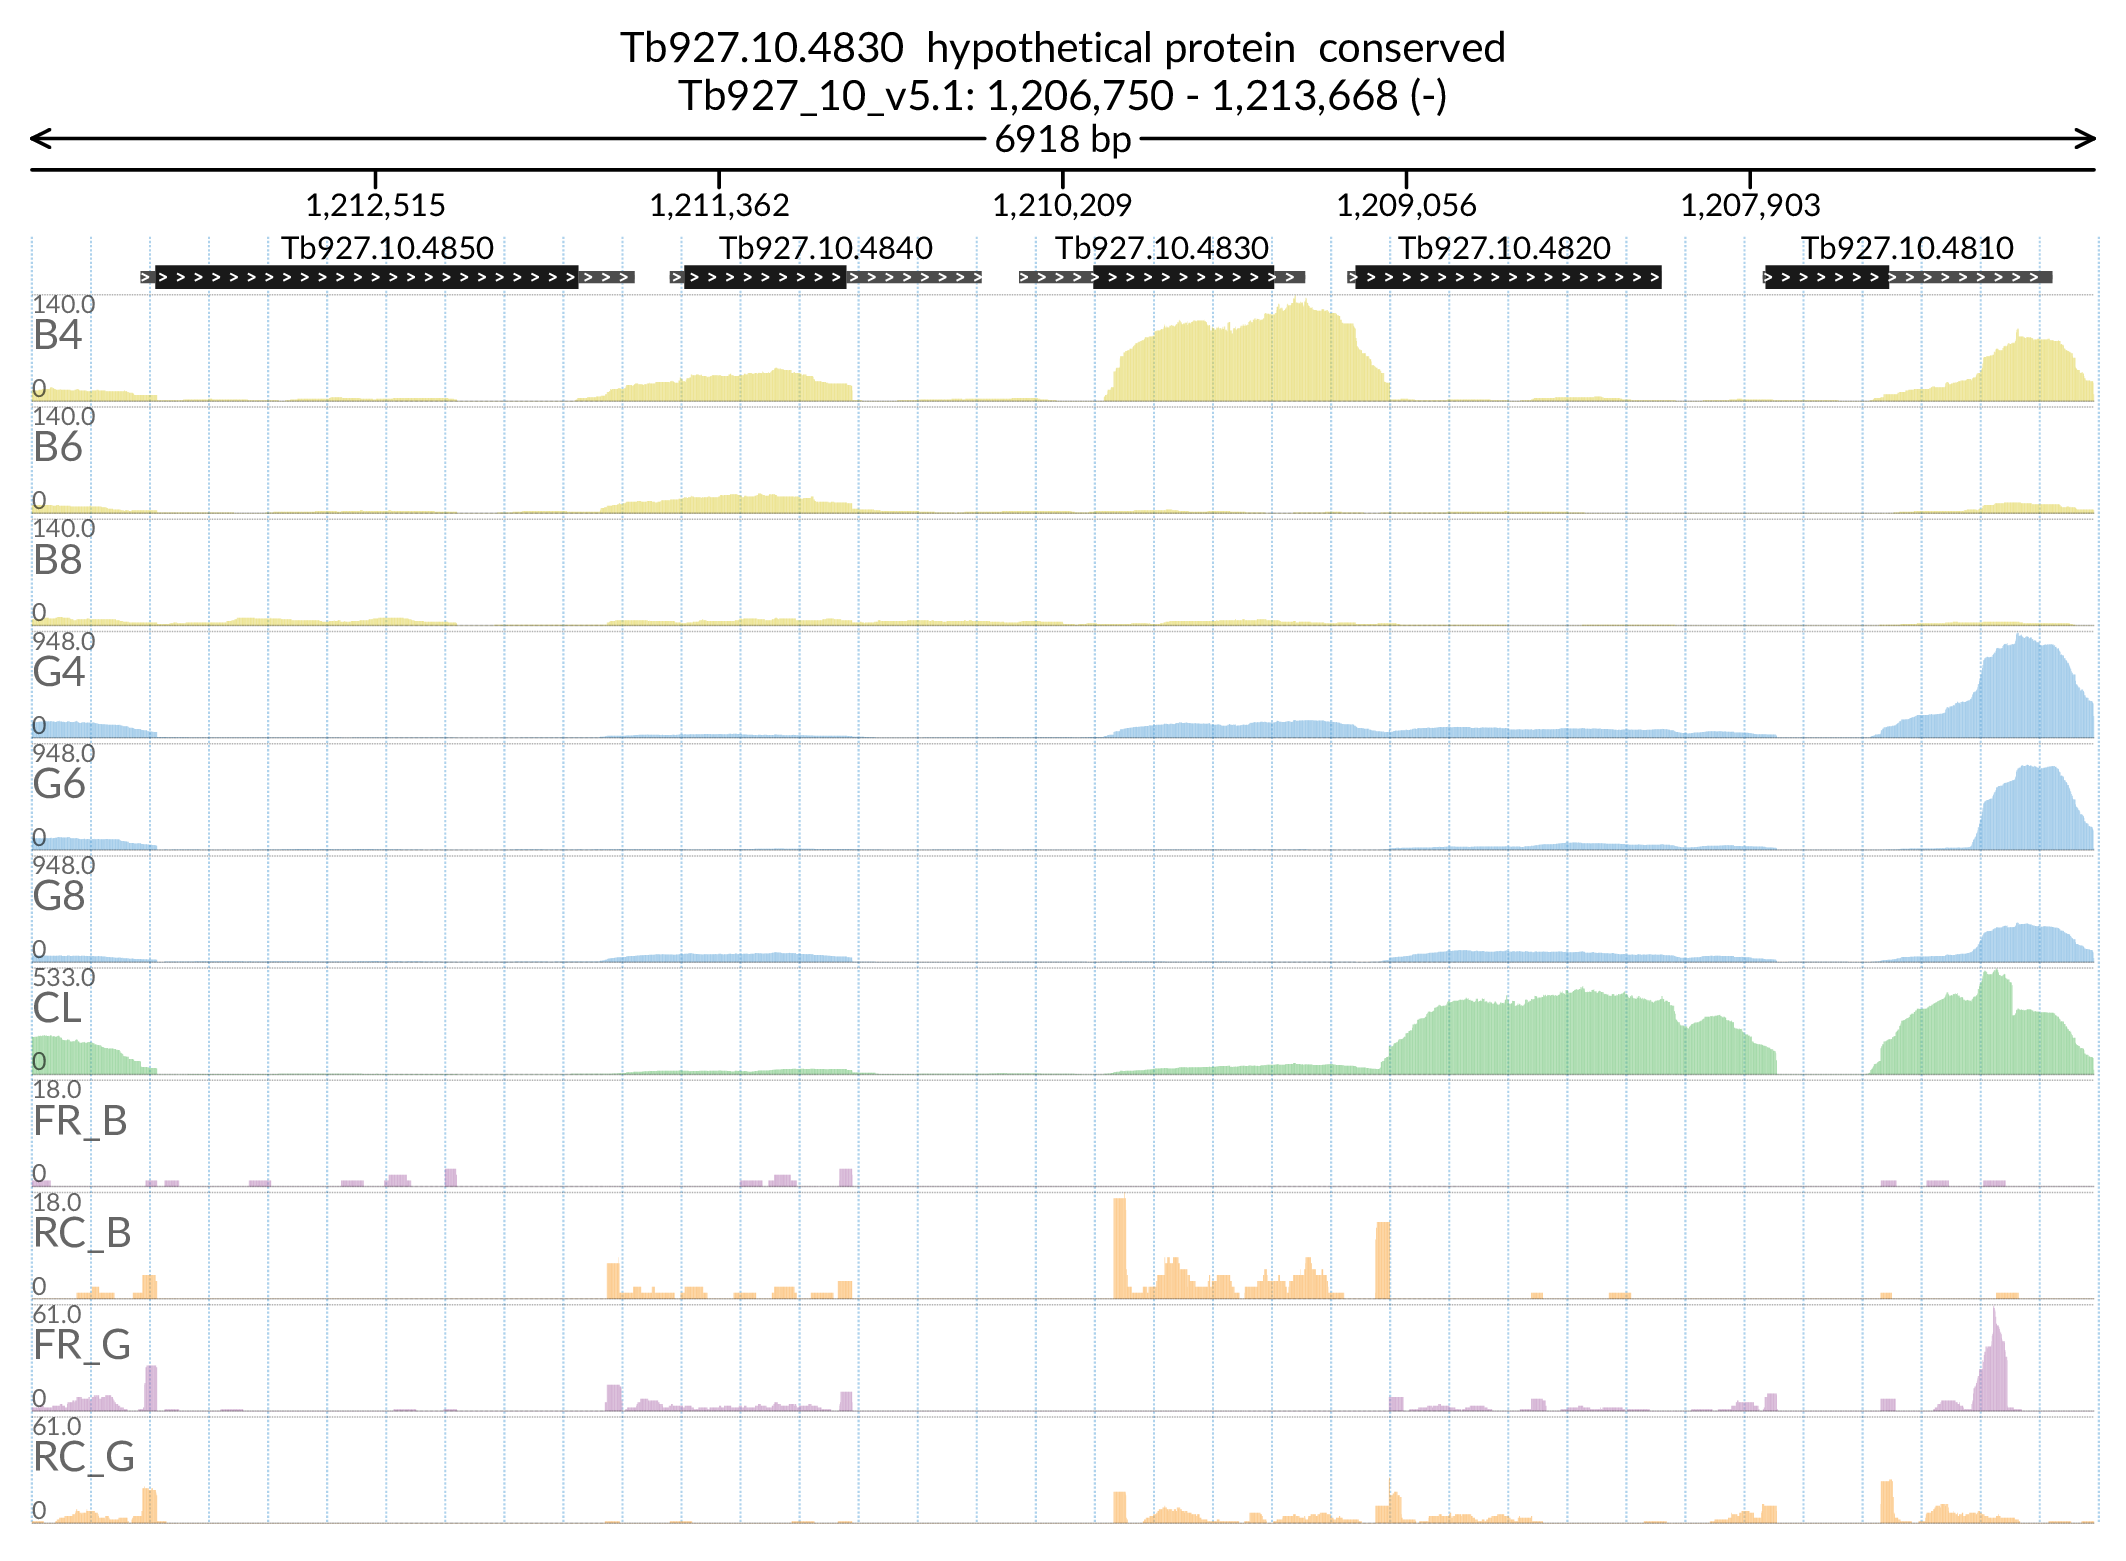 Tb927.10.4830  hypothetical protein  conserved
Tb927_10_v5.1: 1,206,750 - 1,213,668 (-)
6918 bp
1,212,515 1,211,362 1,210,209 1,209,056 1,207,903
Tb927.10.4850 Tb927.10.4840 Tb927.10.4830 Tb927.10.4820 Tb927.10.4810
140.0
B4
0
140.0
B6
0
140.0
B8
0
948.0
G4
0
948.0
G6
0
948.0
G8
0
533.0
CL
0
18.0
FR_B
0
18.0
RC_B
0
61.0
FR_G
0
61.0
RC_G
0